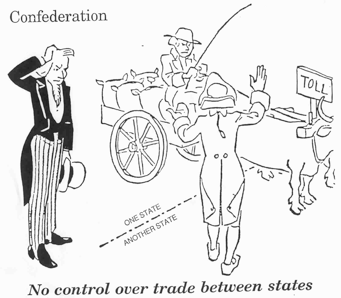 Confederation
TOLL
ONE STATE
ANOTHER STATE
No control over trade between states